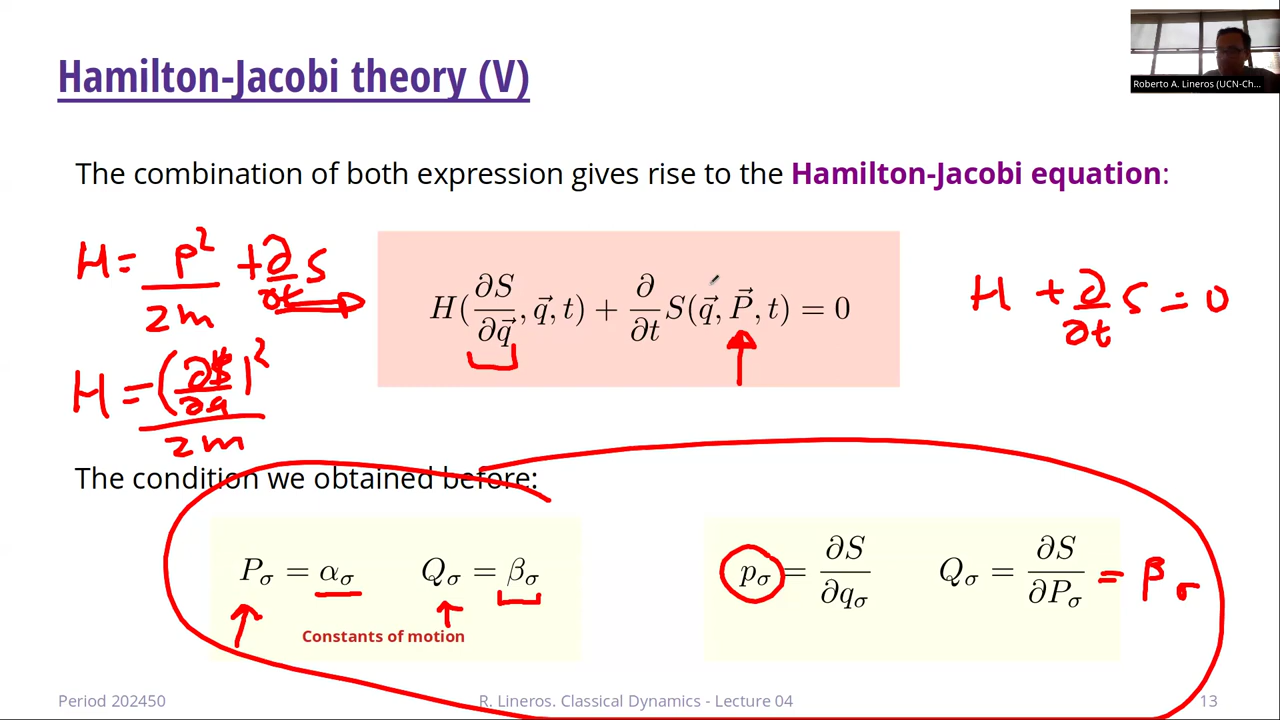 Hamilton-Jacobi theory (V)
Roberto A. Lineros (UCN-Ch...
The combination of both expression gives rise to the Hamilton-Jacobi equation:
H = p² / 2m + ∂/∂t S
H(∂S/∂q⃗, q⃗, t) + ∂/∂t S(q⃗, P⃗, t) = 0
H + ∂/∂t S = 0
H = (∂S/∂q)² / 2m
The condition we obtained before:
P_σ = α_σ Q_σ = β_σ
Constants of motion
p_σ = ∂S/∂q_σ Q_σ = ∂S/∂P_σ = β_σ
Period 202450
R. Lineros. Classical Dynamics - Lecture 04
13